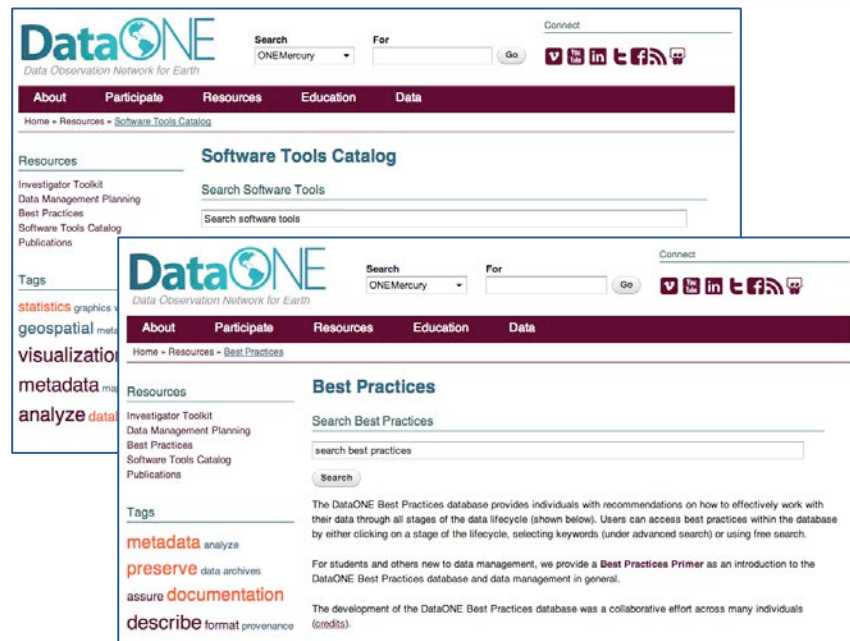 DataONE
Data Observation Network for Earth
Search
For
ONEMercury
Go
Connect
About Participate Resources Education Data
Home » Resources » Software Tools Catalog
Resources
Investigator Toolkit
Data Management Planning
Best Practices
Software Tools Catalog
Publications
Tags
statistics graphics
geospatial
visualization
metadata
analyze
Software Tools Catalog
Search Software Tools
Search software tools
DataONE
Data Observation Network for Earth
Search
For
ONEMercury
Go
Connect
About Participate Resources Education Data
Home » Resources » Best Practices
Resources
Investigator Toolkit
Data Management Planning
Best Practices
Software Tools Catalog
Publications
Tags
metadata analyze
preserve data archives
assure documentation
describe format provenance
Best Practices
Search Best Practices
search best practices
Search
The DataONE Best Practices database provides individuals with recommendations on how to effectively work with
their data through all stages of the data lifecycle (shown below). Users can access best practices within the database
by either clicking on a stage of the lifecycle, selecting keywords (under advanced search) or using free search.
For students and others new to data management, we provide a Best Practices Primer as an introduction to the
DataONE Best Practices database and data management in general.
The development of the DataONE Best Practices database was a collaborative effort across many individuals
(credits).